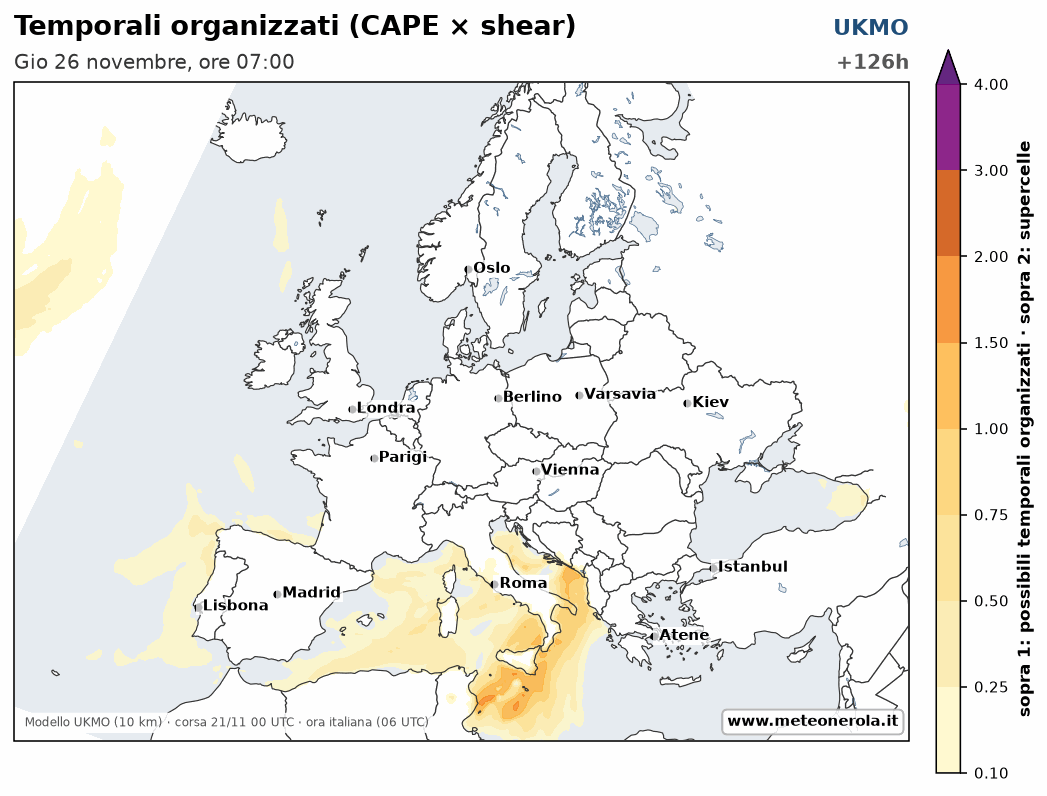 Temporali organizzati (CAPE × shear)
UKMO
Gio 26 novembre, ore 07:00
+126h
Oslo
Londra
Berlino
Varsavia
Kiev
Parigi
Vienna
Istanbul
Roma
Madrid
Lisbona
Atene
Modello UKMO (10 km) · corsa 21/11 00 UTC · ora italiana (06 UTC)
www.meteonerola.it
4.00
3.00
2.00
1.50
1.00
0.75
0.50
0.25
0.10
sopra 1: possibili temporali organizzati · sopra 2: supercelle